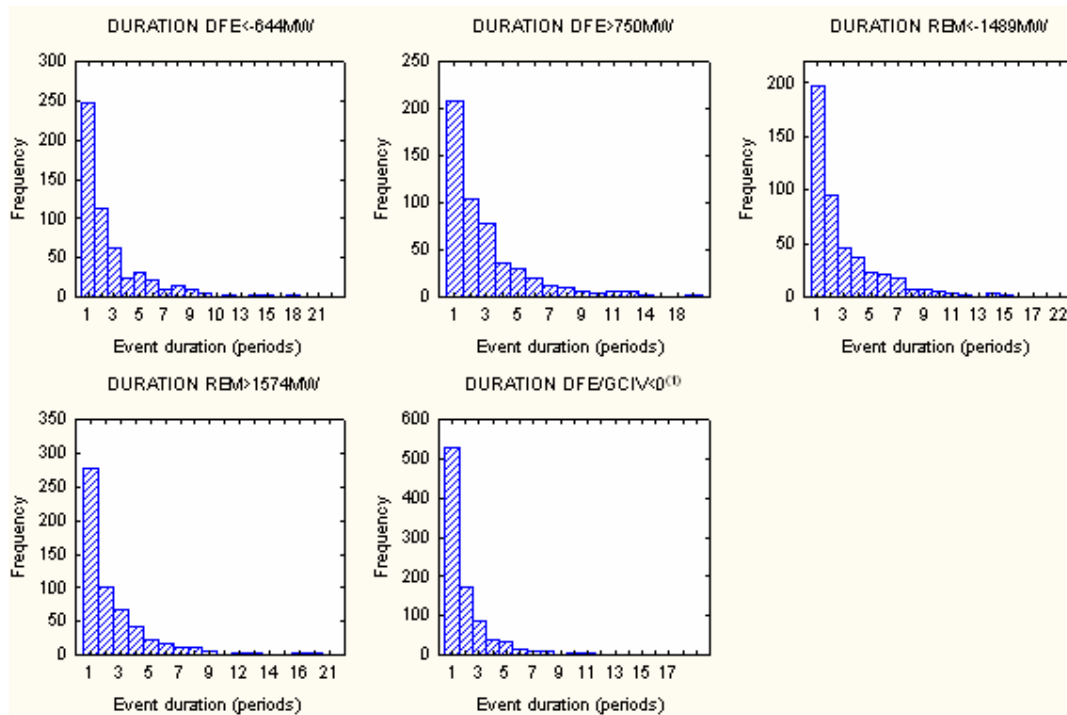 DURATION DFE<-644MW
DURATION DFE>750MW
DURATION REM<-1489MW
Frequency
300
250
200
150
100
50
0
1 3 5 7 9 10 13 15 18 21
Event duration (periods)
Frequency
250
200
150
100
50
0
1 3 5 7 9 11 14 18
Event duration (periods)
Frequency
200
150
100
50
0
1 3 5 7 9 11 13 15 17 22
Event duration (periods)
DURATION REM>1574MW
DURATION DFE/GCIV<0(1)
Frequency
350
300
250
200
150
100
50
0
1 3 5 7 9 12 14 16 21
Event duration (periods)
Frequency
600
500
400
300
200
100
0
1 3 5 7 9 11 13 15 17
Event duration (periods)